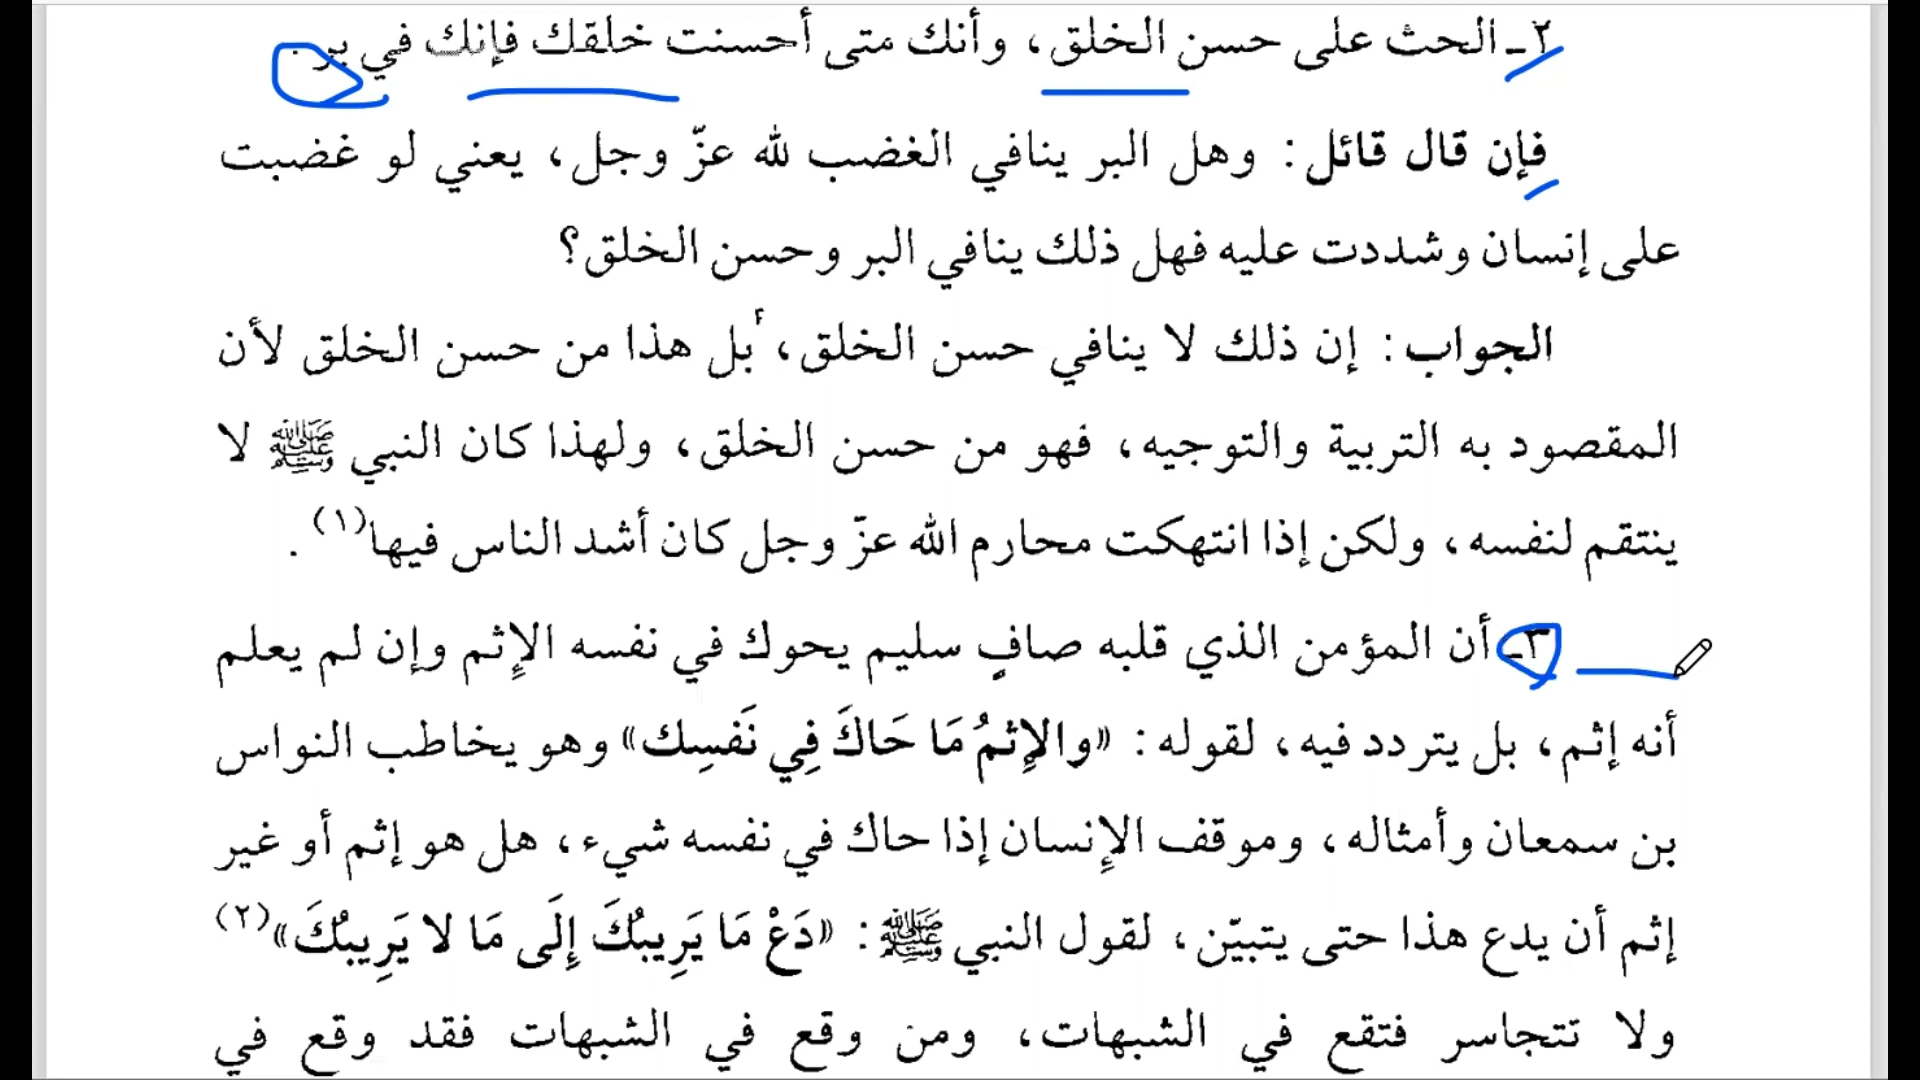 ٢ـ الحث على حسن الخلق، وأنك متى أحسنت خلقك فإنك في بر.
فإن قال قائل: وهل البر ينافي الغضب لله عزّ وجل، يعني لو غضبت
على إنسان وشددت عليه فهل ذلك ينافي البر وحسن الخلق؟
الجواب: إن ذلك لا ينافي حسن الخلق، بل هذا من حسن الخلق لأن
المقصود به التربية والتوجيه، فهو من حسن الخلق، ولهذا كان النبي ﷺ لا
ينتقم لنفسه، ولكن إذا انتهكت محارم الله عزّ وجل كان أشد الناس فيها(١).
٣ـ أن المؤمن الذي قلبه صافٍ سليم يحوك في نفسه الإِثم وإن لم يعلم
أنه إثم، بل يتردد فيه، لقوله: «والإِثمُ مَا حَاكَ فِي نَفسِك» وهو يخاطب النواس
بن سمعان وأمثاله، وموقف الإِنسان إذا حاك في نفسه شيء، هل هو إثم أو غير
إثم أن يدع هذا حتى يتبيّن، لقول النبي ﷺ: «دَعْ مَا يَرِيبُكَ إِلَى مَا لا يَرِيبُكَ»(٢)
ولا تتجاسر فتقع في الشبهات، ومن وقع في الشبهات فقد وقع في